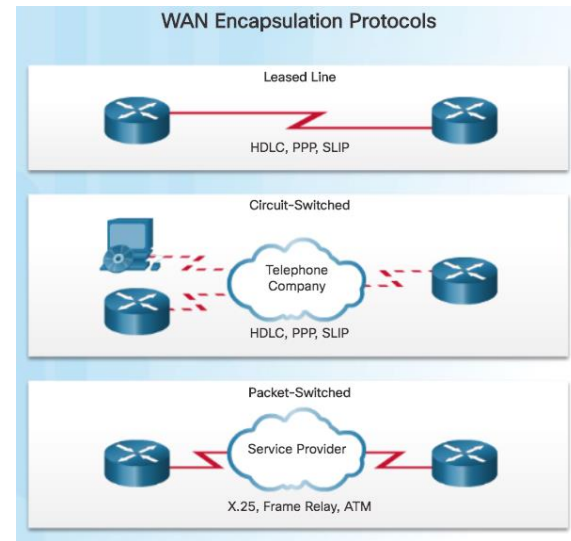 WAN Encapsulation Protocols
Leased Line
HDLC, PPP, SLIP
Circuit-Switched
Telephone
Company
HDLC, PPP, SLIP
Packet-Switched
Service Provider
X.25, Frame Relay, ATM